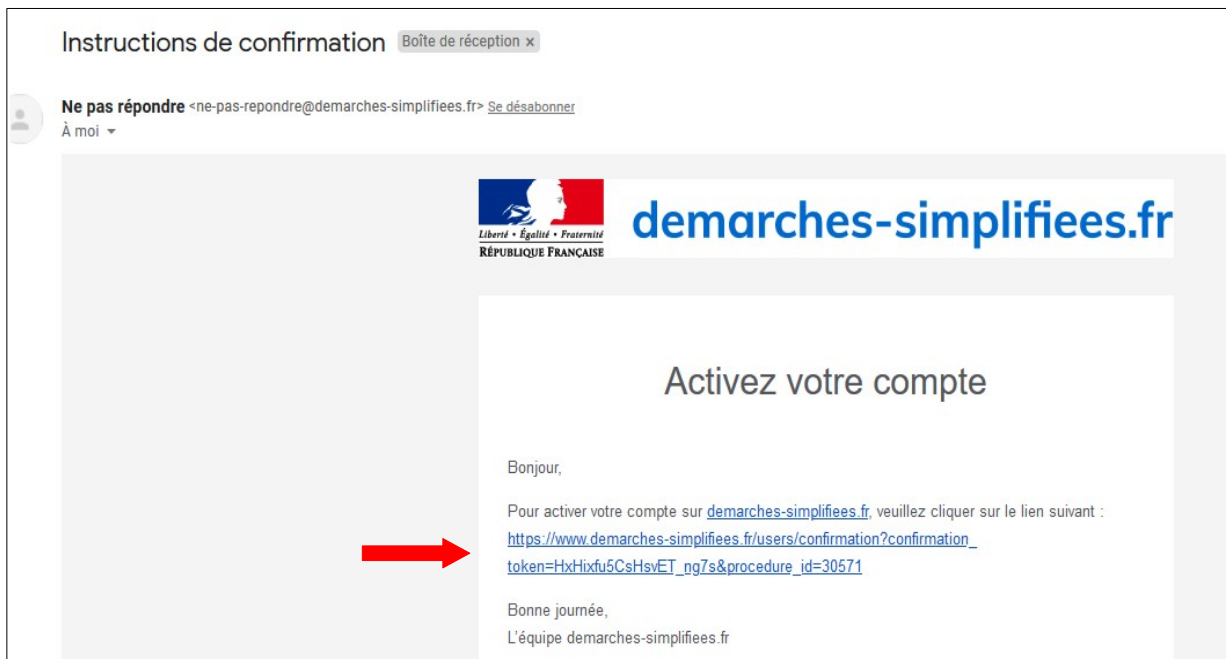 Instructions de confirmation Boîte de réception x
Ne pas répondre <ne-pas-repondre@demarches-simplifiees.fr> Se désabonner
À moi
Liberté • Égalité • Fraternité
RÉPUBLIQUE FRANÇAISE
demarches-simplifiees.fr
Activez votre compte
Bonjour,
Pour activer votre compte sur demarches-simplifiees.fr, veuillez cliquer sur le lien suivant :
https://www.demarches-simplifiees.fr/users/confirmation?confirmation_
token=HxHixfu5CsHsvET_ng7s&procedure_id=30571
Bonne journée,
L'équipe demarches-simplifiees.fr